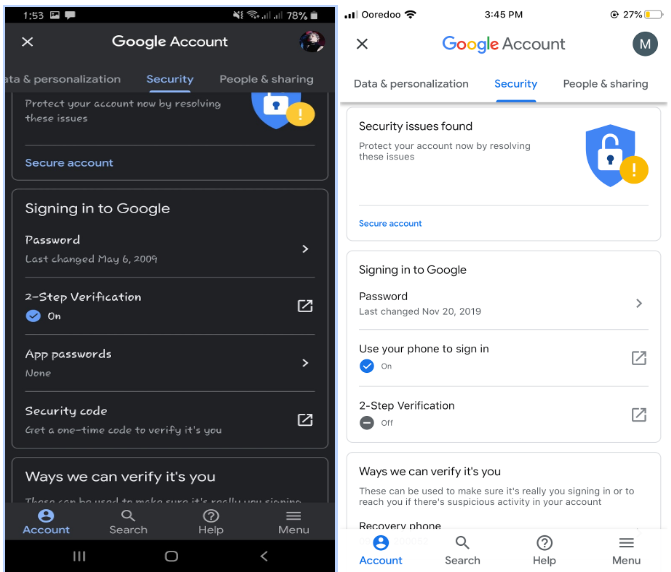 1:53
78%
Google Account
ata & personalization
Security
People & sharing
Protect your account now by resolving
these issues
Secure account
Signing in to Google
Password
Last changed May 6, 2009
2-Step Verification
On
App passwords
None
Security code
Get a one-time code to verify it's you
Ways we can verify it's you
These can be used to make sure it's really you signing
Account
Search
Help
Menu
Ooredoo
3:45 PM
27%
Google Account
M
Data & personalization
Security
People & sharing
Security issues found
Protect your account now by resolving
these issues
Secure account
Signing in to Google
Password
Last changed Nov 20, 2019
Use your phone to sign in
On
2-Step Verification
Off
Ways we can verify it's you
These can be used to make sure it's really you signing in or to
reach you if there's suspicious activity in your account
Recovery phone
Account
Search
Help
Menu